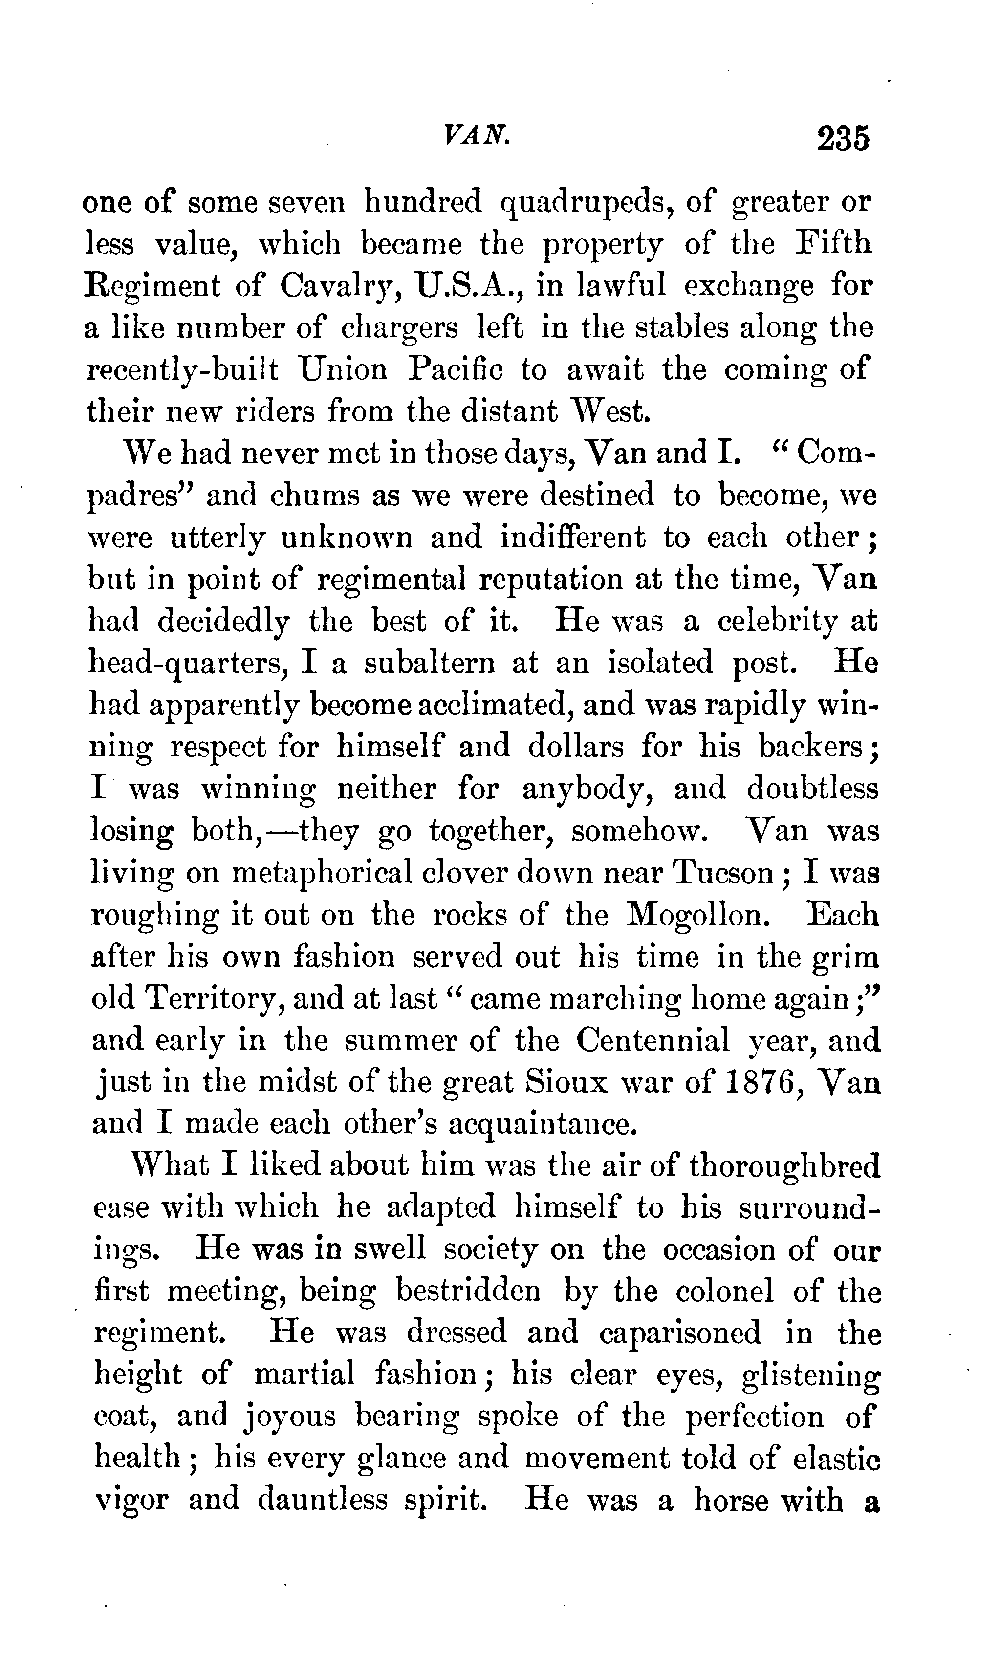 VAN. 235
one of some seven hundred quadrupeds, of greater or
less value, which became the property of the Fifth
Regiment of Cavalry, U.S.A., in lawful exchange for
a like number of chargers left in the stables along the
recently-built Union Pacific to await the coming of
their new riders from the distant West.
We had never met in those days, Van and I. “ Com-
padres” and chums as we were destined to become, we
were utterly unknown and indifferent to each other ;
but in point of regimental reputation at the time, Van
had decidedly the best of it. He was a celebrity at
head-quarters, I a subaltern at an isolated post. He
had apparently become acclimated, and was rapidly win-
ning respect for himself and dollars for his backers ;
I was winning neither for anybody, and doubtless
losing both,—they go together, somehow. Van was
living on metaphorical clover down near Tucson ; I was
roughing it out on the rocks of the Mogollon. Each
after his own fashion served out his time in the grim
old Territory, and at last “ came marching home again ;”
and early in the summer of the Centennial year, and
just in the midst of the great Sioux war of 1876, Van
and I made each other’s acquaintance.
What I liked about him was the air of thoroughbred
ease with which he adapted himself to his surround-
ings. He was in swell society on the occasion of our
first meeting, being bestridden by the colonel of the
regiment. He was dressed and caparisoned in the
height of martial fashion ; his clear eyes, glistening
coat, and joyous bearing spoke of the perfection of
health ; his every glance and movement told of elastic
vigor and dauntless spirit. He was a horse with a